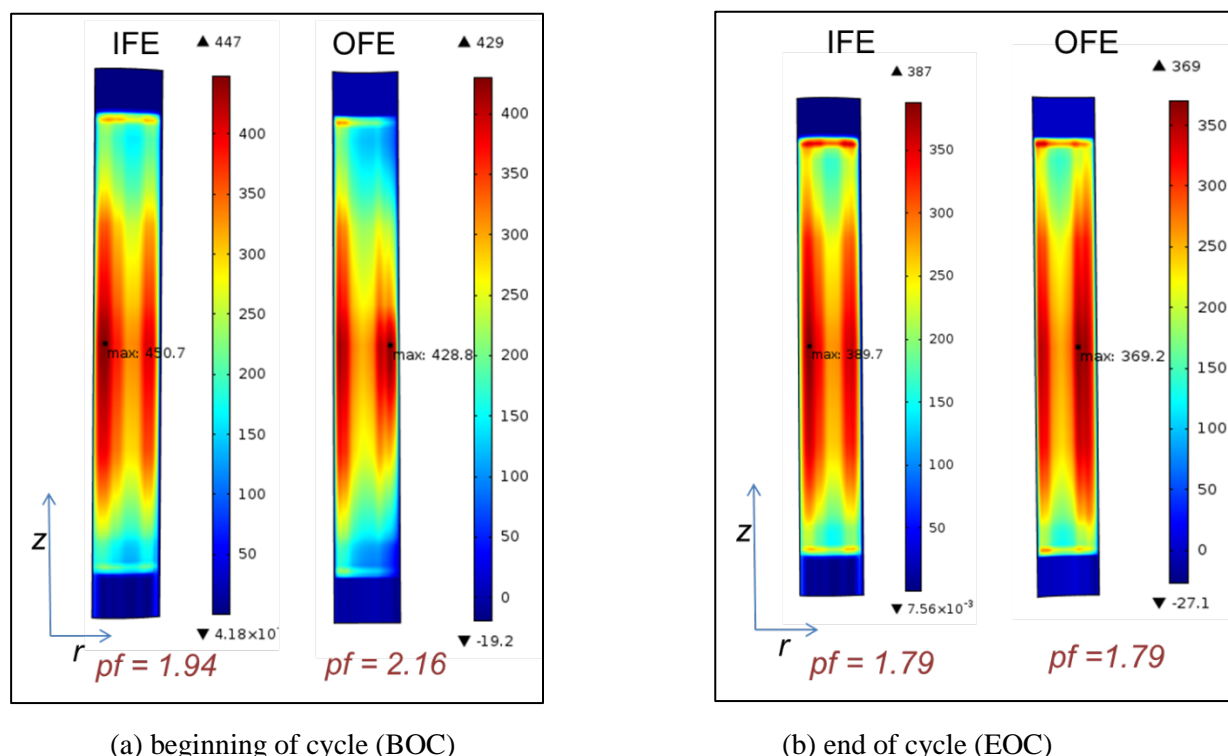 IFE
▲ 447
400
350
300
250
200
150
100
50
▼ 4.18×10
max: 450.7
pf = 1.94
OFE
▲ 429
400
350
300
250
200
150
100
50
0
▼ -19.2
max: 428.8
pf = 2.16
z
r
(a) beginning of cycle (BOC)
IFE
▲ 387
350
300
250
200
150
100
50
▼ 7.56×10⁻³
max: 389.7
pf = 1.79
OFE
▲ 369
350
300
250
200
150
100
50
0
▼ -27.1
max: 369.2
pf =1.79
z
r
(b) end of cycle (EOC)